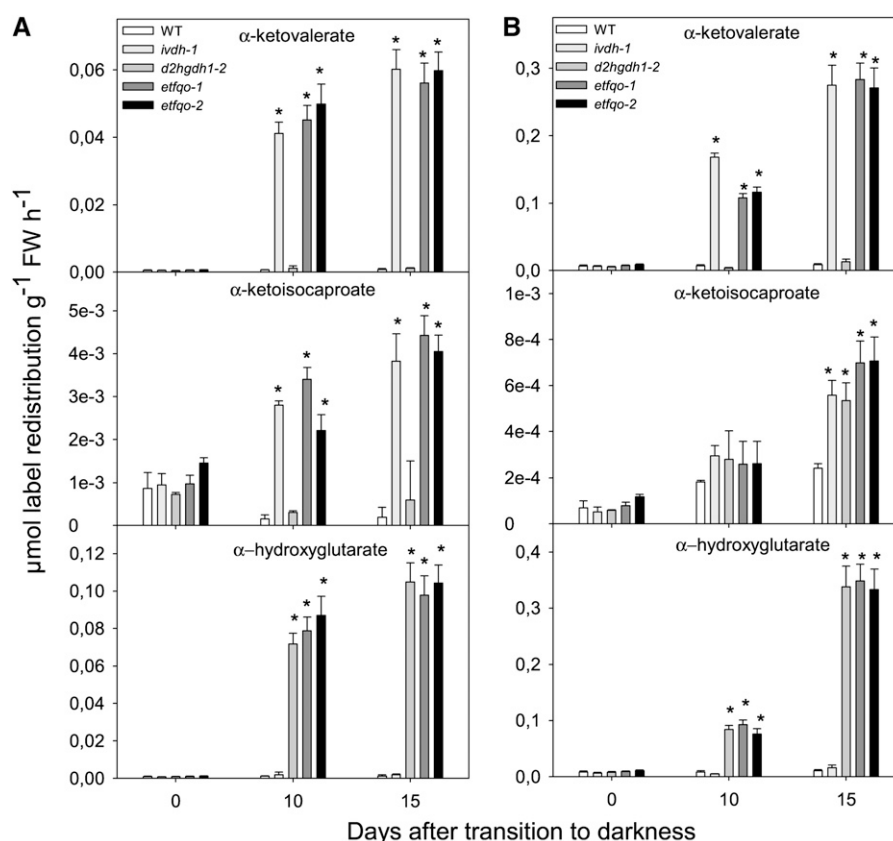 A
WT
ivdh-1
d2hgdh1-2
etfqo-1
etfqo-2
α-ketovalerate
* * * * * *
0,06
0,04
0,02
0,00
α-ketoisocaproate
* * * * * *
5e-3
4e-3
3e-3
2e-3
1e-3
0
α–hydroxyglutarate
* * * * * *
0,12
0,10
0,08
0,06
0,04
0,02
0,00
0 10 15
B
WT
ivdh-1
d2hgdh1-2
etfqo-1
etfqo-2
α-ketovalerate
* * * * * *
0,3
0,2
0,1
0,0
α-ketoisocaproate
* * * *
1e-3
8e-4
6e-4
4e-4
2e-4
0
α–hydroxyglutarate
* * * * * *
0,4
0,3
0,2
0,1
0,0
0 10 15
µmol label redistribution g⁻¹ FW h⁻¹
Days after transition to darkness